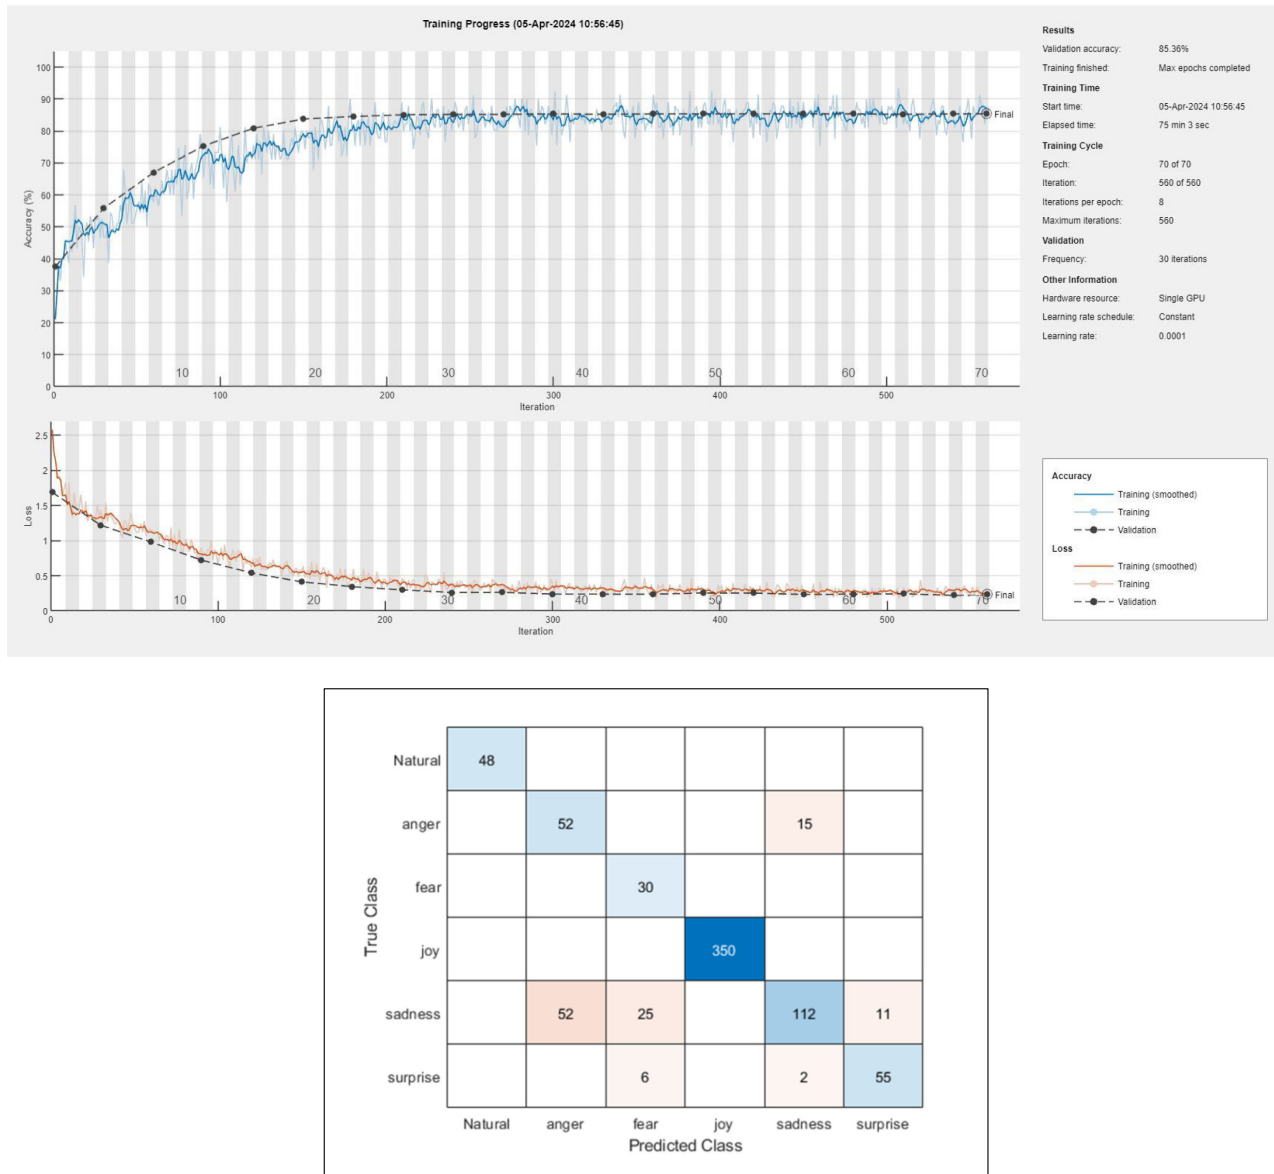 Training Progress (05-Apr-2024 10:56:45)
100
90
80
70
60
50
40
30
20
10
0
Accuracy (%)
10 20 30 40 50 60 70
0 100 200 300 400 500
Iteration
Final
2.5
2
1.5
1
0.5
0
Loss
10 20 30 40 50 60 70
0 100 200 300 400 500
Iteration
Final
Results
Validation accuracy: 85.36%
Training finished: Max epochs completed
Training Time
Start time: 05-Apr-2024 10:56:45
Elapsed time: 75 min 3 sec
Training Cycle
Epoch: 70 of 70
Iteration: 560 of 560
Iterations per epoch: 8
Maximum iterations: 560
Validation
Frequency: 30 iterations
Other Information
Hardware resource: Single GPU
Learning rate schedule: Constant
Learning rate: 0.0001
Accuracy
Training (smoothed)
Training
Validation
Loss
Training (smoothed)
Training
Validation
True Class
Natural 48
anger 52 15
fear 30
joy 350
sadness 52 25 112 11
surprise 6 2 55
Natural anger fear joy sadness surprise
Predicted Class